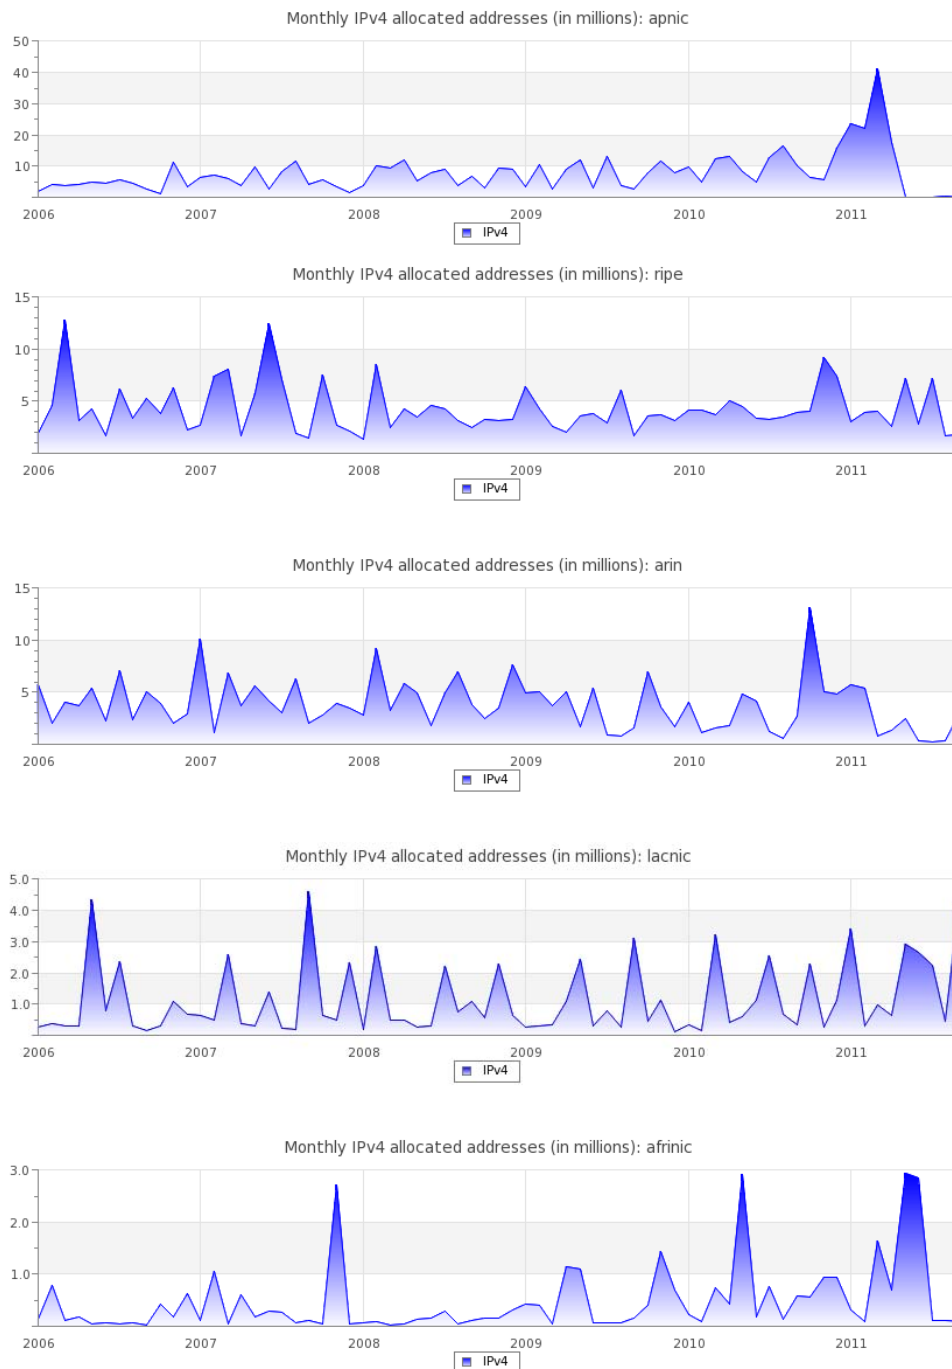 Monthly IPv4 allocated addresses (in millions): apnic
50
40
30
20
10
2006 2007 2008 2009 2010 2011
IPv4
Monthly IPv4 allocated addresses (in millions): ripe
15
10
5
2006 2007 2008 2009 2010 2011
IPv4
Monthly IPv4 allocated addresses (in millions): arin
15
10
5
2006 2007 2008 2009 2010 2011
IPv4
Monthly IPv4 allocated addresses (in millions): lacnic
5.0
4.0
3.0
2.0
1.0
2006 2007 2008 2009 2010 2011
IPv4
Monthly IPv4 allocated addresses (in millions): afrinic
3.0
2.0
1.0
2006 2007 2008 2009 2010 2011
IPv4